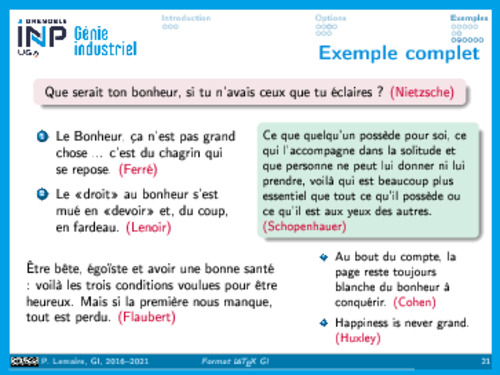 GRENOBLE
INP
UGA
Génie
industriel
Introduction
Options
Exemples
Exemple complet
Que serait ton bonheur, si tu n'avais ceux que tu éclaires ? (Nietzsche)
1 Le Bonheur, ça n'est pas grand
chose ... c'est du chagrin qui
se repose. (Ferré)
2 Le «droit» au bonheur s'est
mué en «devoir» et, du coup,
en fardeau. (Lenoir)
Ce que quelqu'un possède pour soi, ce
qui l'accompagne dans la solitude et
que personne ne peut lui donner ni lui
prendre, voilà qui est beaucoup plus
essentiel que tout ce qu'il possède ou
ce qu'il est aux yeux des autres.
(Schopenhauer)
Être bête, égoïste et avoir une bonne santé
: voilà les trois conditions voulues pour être
heureux. Mais si la première nous manque,
tout est perdu. (Flaubert)
Au bout du compte, la
page reste toujours
blanche du bonheur à
conquérir. (Cohen)
Happiness is never grand.
(Huxley)
P. Lemaire, GI, 2016–2021
Format LATEX GI
21